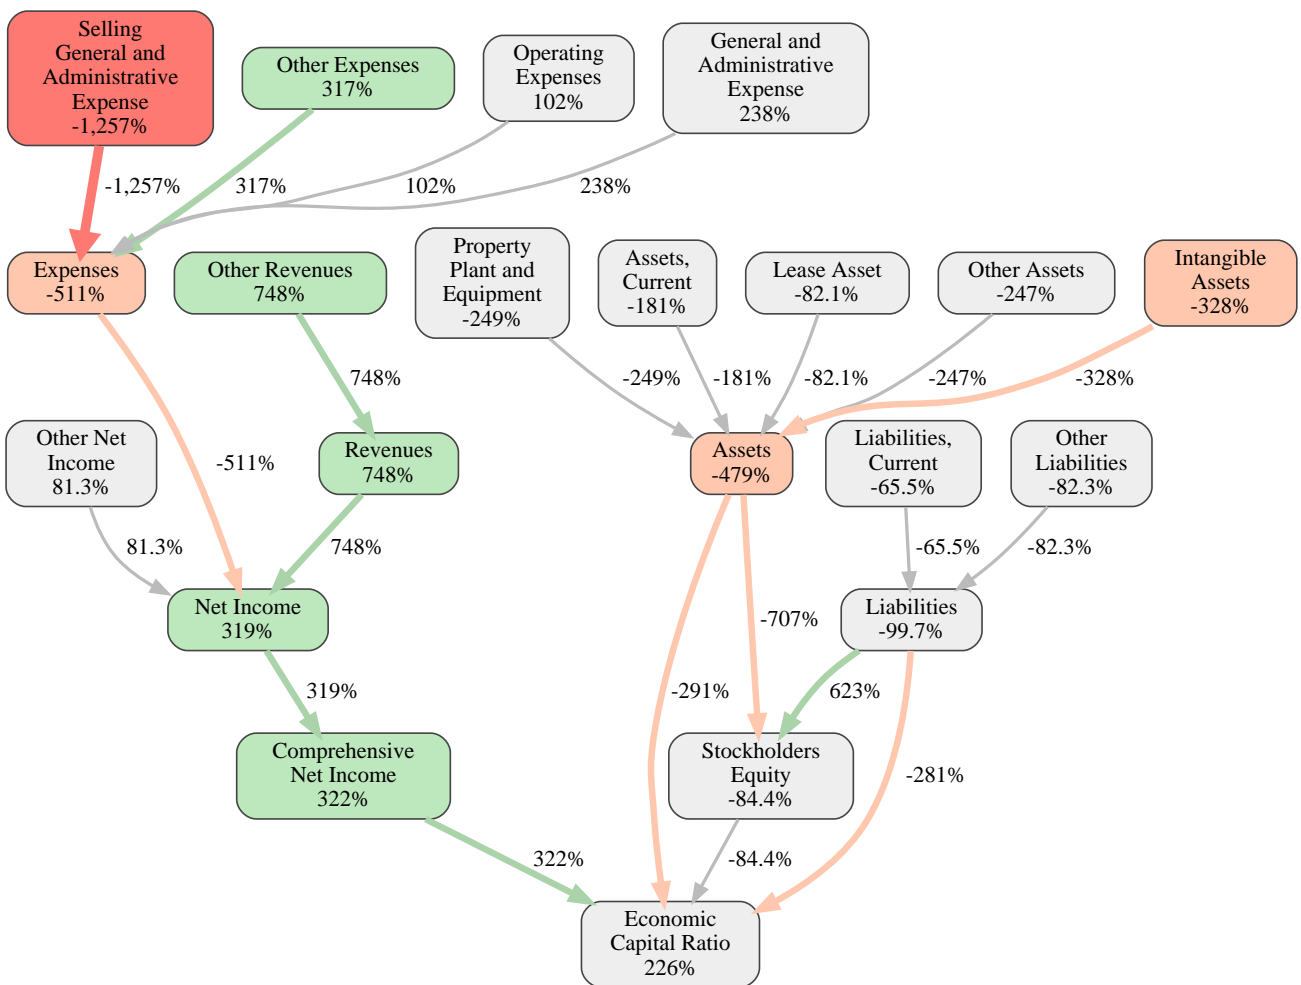 Selling
General and
Administrative
Expense
-1,257%
Other Expenses
317%
Operating
Expenses
102%
General and
Administrative
Expense
238%
-1,257%
317%
102%
238%
Expenses
-511%
Other Revenues
748%
Property
Plant and
Equipment
-249%
Assets,
Current
-181%
Lease Asset
-82.1%
Other Assets
-247%
Intangible
Assets
-328%
748%
-249%
-181%
-82.1%
-247%
-328%
Other Net
Income
81.3%
-511%
Revenues
748%
Assets
-479%
Liabilities,
Current
-65.5%
Other
Liabilities
-82.3%
81.3%
748%
-65.5%
-82.3%
Net Income
319%
-707%
Liabilities
-99.7%
319%
-291%
623%
Comprehensive
Net Income
322%
Stockholders
Equity
-84.4%
-281%
322%
-84.4%
Economic
Capital Ratio
226%